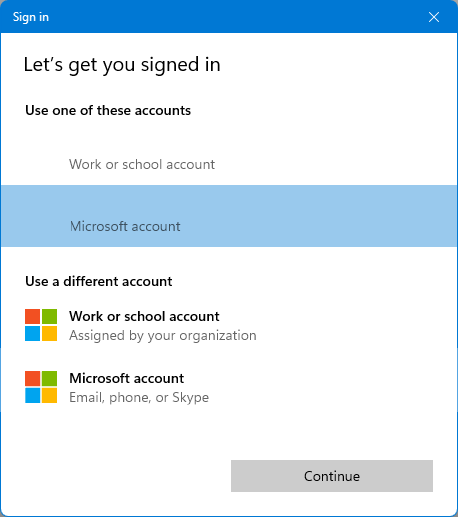 Sign in
Let’s get you signed in
Use one of these accounts
Work or school account
Microsoft account
Use a different account
Work or school account
Assigned by your organization
Microsoft account
Email, phone, or Skype
Continue